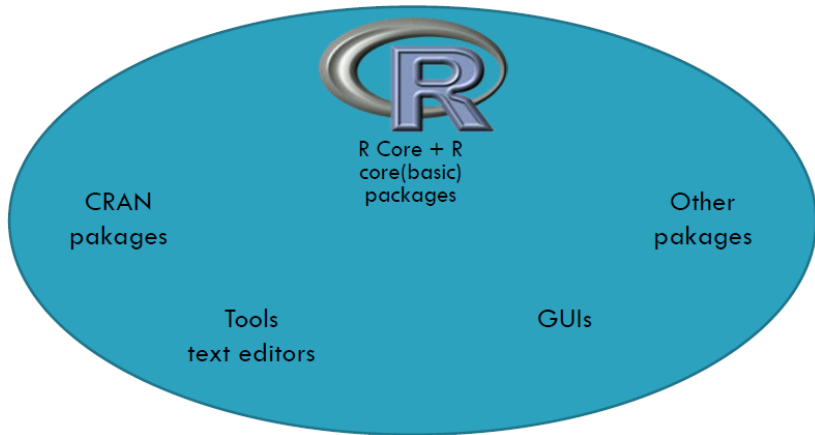 R
R Core + R
core(basic)
packages
CRAN
pakages
Other
pakages
Tools
text editors
GUIs